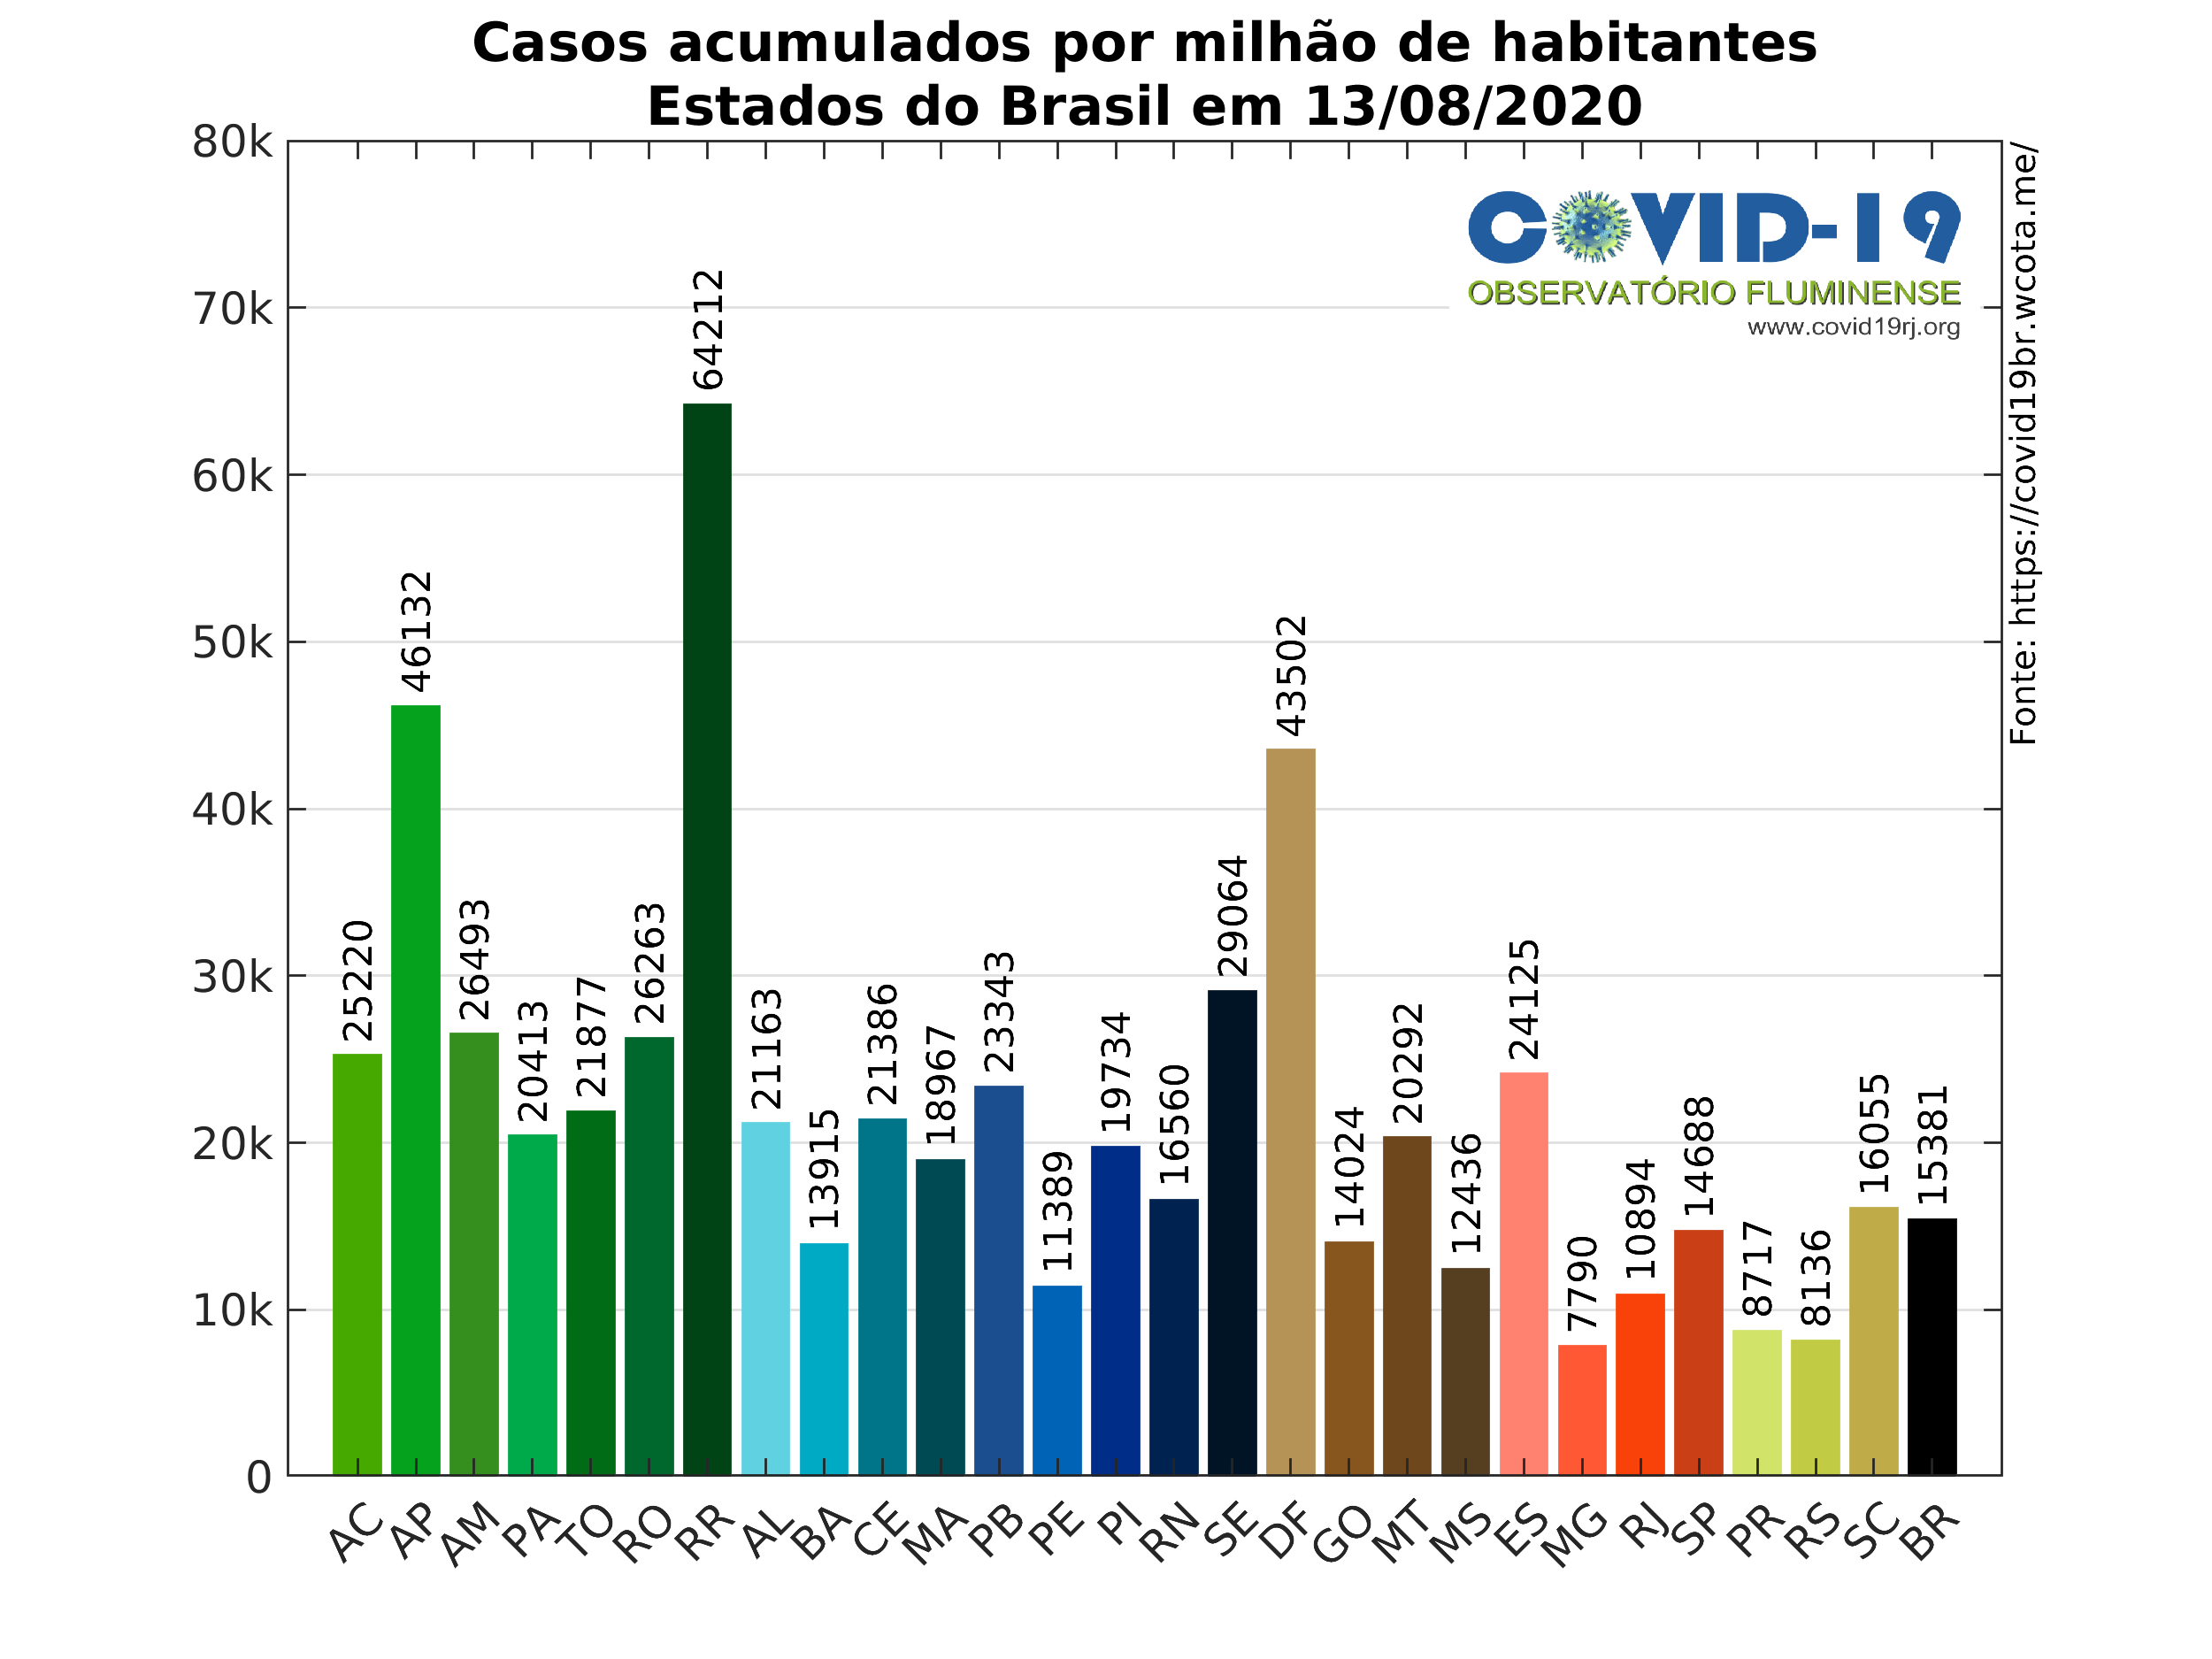 Casos acumulados por milhão de habitantes
Estados do Brasil em 13/08/2020
80k
70k
60k
50k
40k
30k
20k
10k
0
COVID-19
OBSERVATÓRIO FLUMINENSE
www.covid19rj.org
Fonte: https://covid19br.wcota.me/
25220
46132
26493
20413
21877
26263
64212
21163
13915
21386
18967
23343
11389
19734
16560
29064
43502
14024
20292
12436
24125
7790
10894
14688
8717
8136
16055
15381
AC
AP
AM
PA
TO
RO
RR
AL
BA
CE
MA
PB
PE
PI
RN
SE
DF
GO
MT
MS
ES
MG
RJ
SP
PR
RS
SC
BR